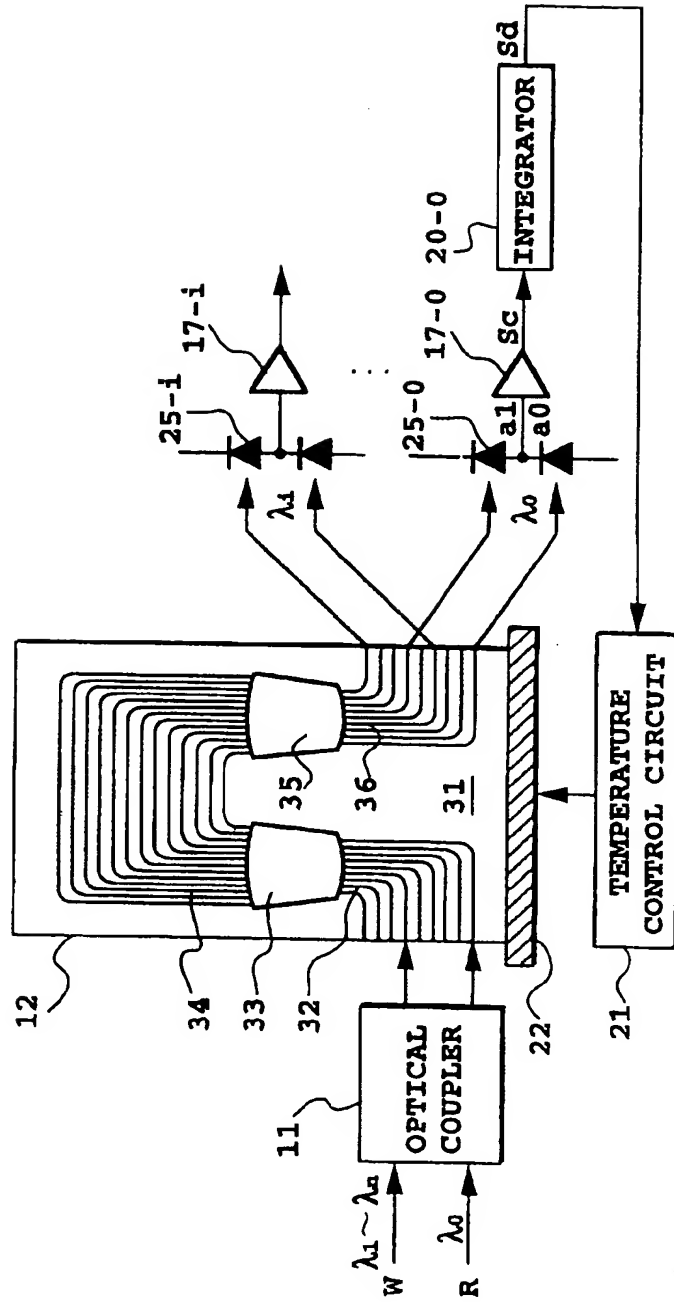 12
34
33
32
35
36
31
11
OPTICAL
COUPLER
W
λ1～λn
R
λ0
22
21
TEMPERATURE
CONTROL CIRCUIT
25-i
17-i
λi
...
25-0
17-0
a1
a0
λ0
Sc
20-0
INTEGRATOR
Sd